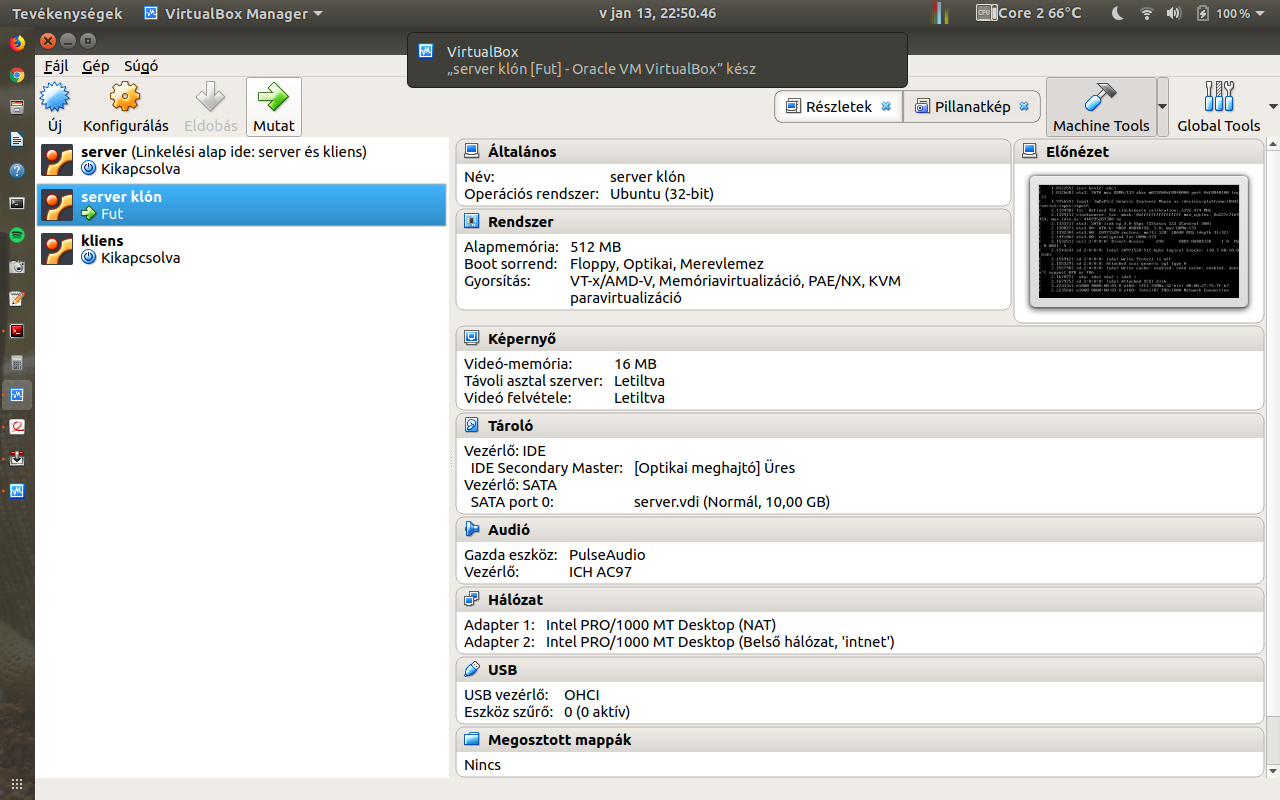 Tevékenységek
VirtualBox Manager
v jan 13, 22:50.46
CPU
Core 2 66°C
100 %
VirtualBox
„server klón [Fut] - Oracle VM VirtualBox” kész
Fájl Gép Súgó
Új
Konfigurálás
Eldobás
Mutat
Részletek
Pillanatkép
Machine Tools
Global Tools
server (Linkelési alap ide: server és kliens)
Kikapcsolva
server klón
Fut
kliens
Kikapcsolva
Általános
Név: server klón
Operációs rendszer: Ubuntu (32-bit)
Előnézet
Rendszer
Alapmemória: 512 MB
Boot sorrend: Floppy, Optikai, Merevlemez
Gyorsítás: VT-x/AMD-V, Memóriavirtualizáció, PAE/NX, KVM
paravirtualizáció
Képernyő
Videó-memória: 16 MB
Távoli asztal szerver: Letiltva
Videó felvétele: Letiltva
Tároló
Vezérlő: IDE
IDE Secondary Master: [Optikai meghajtó] Üres
Vezérlő: SATA
SATA port 0: server.vdi (Normál, 10,00 GB)
Audió
Gazda eszköz: PulseAudio
Vezérlő: ICH AC97
Hálózat
Adapter 1: Intel PRO/1000 MT Desktop (NAT)
Adapter 2: Intel PRO/1000 MT Desktop (Belső hálózat, 'intnet')
USB
USB vezérlő: OHCI
Eszköz szűrő: 0 (0 aktív)
Megosztott mappák
Nincs